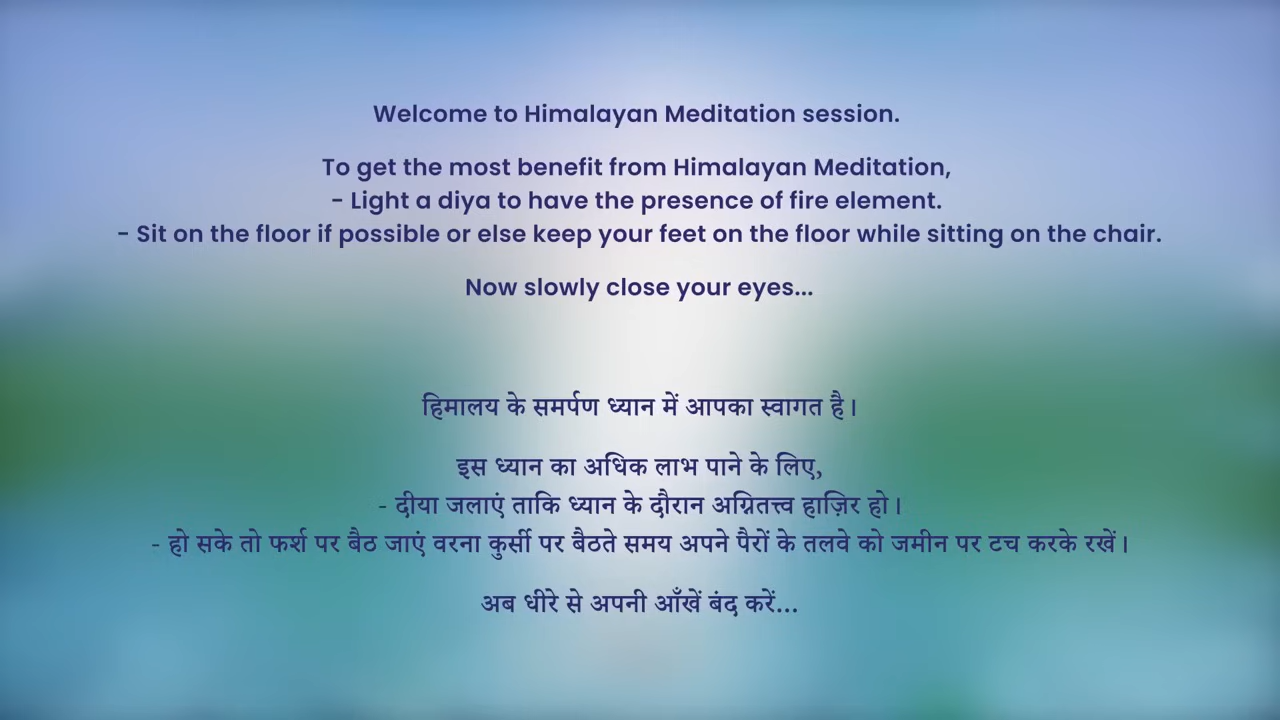 Welcome to Himalayan Meditation session.
To get the most benefit from Himalayan Meditation,
- Light a diya to have the presence of fire element.
- Sit on the floor if possible or else keep your feet on the floor while sitting on the chair.
Now slowly close your eyes...
हिमालय के समर्पण ध्यान में आपका स्वागत है।
इस ध्यान का अधिक लाभ पाने के लिए,
- दीया जलाएं ताकि ध्यान के दौरान अग्नितत्त्व हाज़िर हो।
- हो सके तो फर्श पर बैठ जाएं वरना कुर्सी पर बैठते समय अपने पैरों के तलवे को जमीन पर टच करके रखें।
अब धीरे से अपनी आँखें बंद करें...